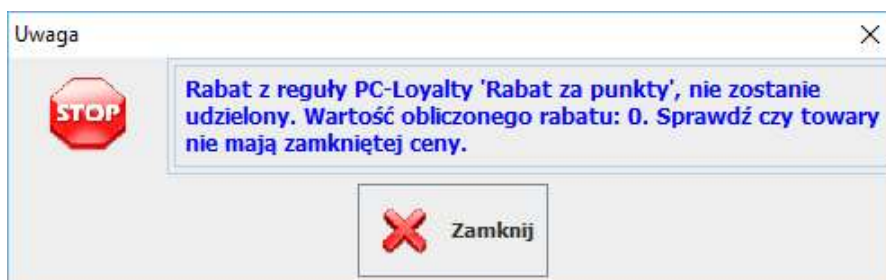 Uwaga
STOP
Rabat z reguły PC-Loyalty 'Rabat za punkty', nie zostanie
udzielony. Wartość obliczonego rabatu: 0. Sprawdź czy towary
nie mają zamkniętej ceny.
Zamknij